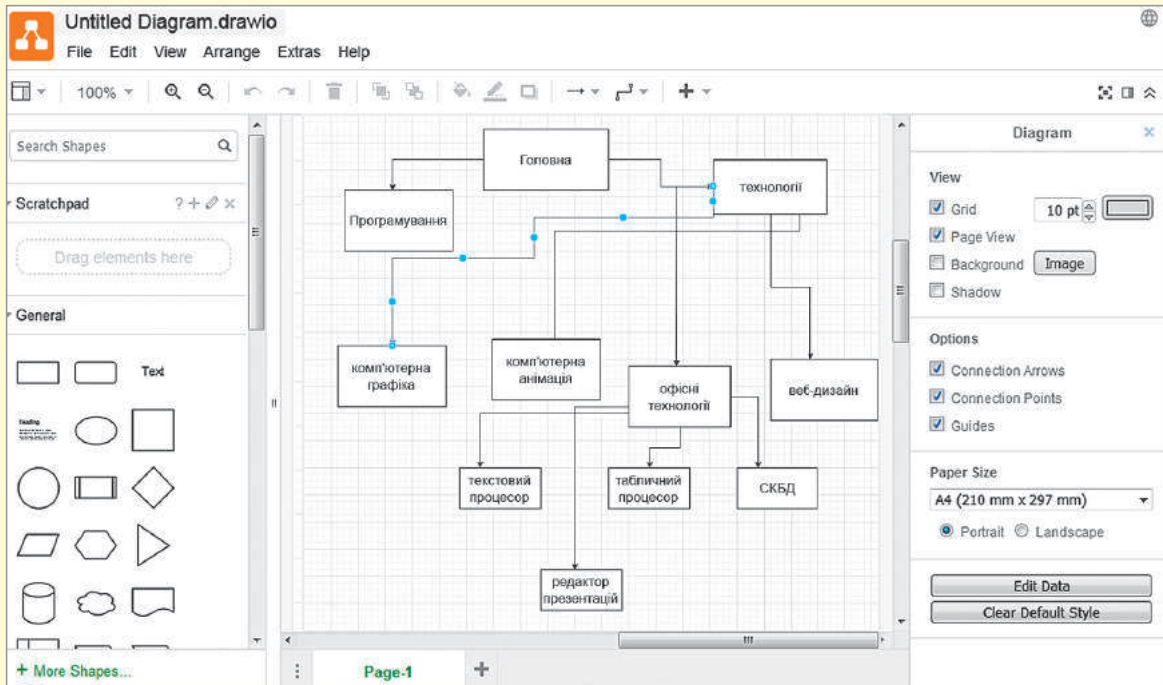 Untitled Diagram.drawio
File Edit View Arrange Extras Help
100%
Search Shapes
Scratchpad
Drag elements here
General
Text
Heading
+ More Shapes...
Головна
технології
Програмування
комп'ютерна
графіка
комп'ютерна
анімація
офісні
технології
веб-дизайн
текстовий
процесор
табличний
процесор
СКБД
редактор
презентацій
Page-1
Diagram
View
Grid 10 pt
Page View
Background Image
Shadow
Options
Connection Arrows
Connection Points
Guides
Paper Size
A4 (210 mm x 297 mm)
Portrait Landscape
Edit Data
Clear Default Style